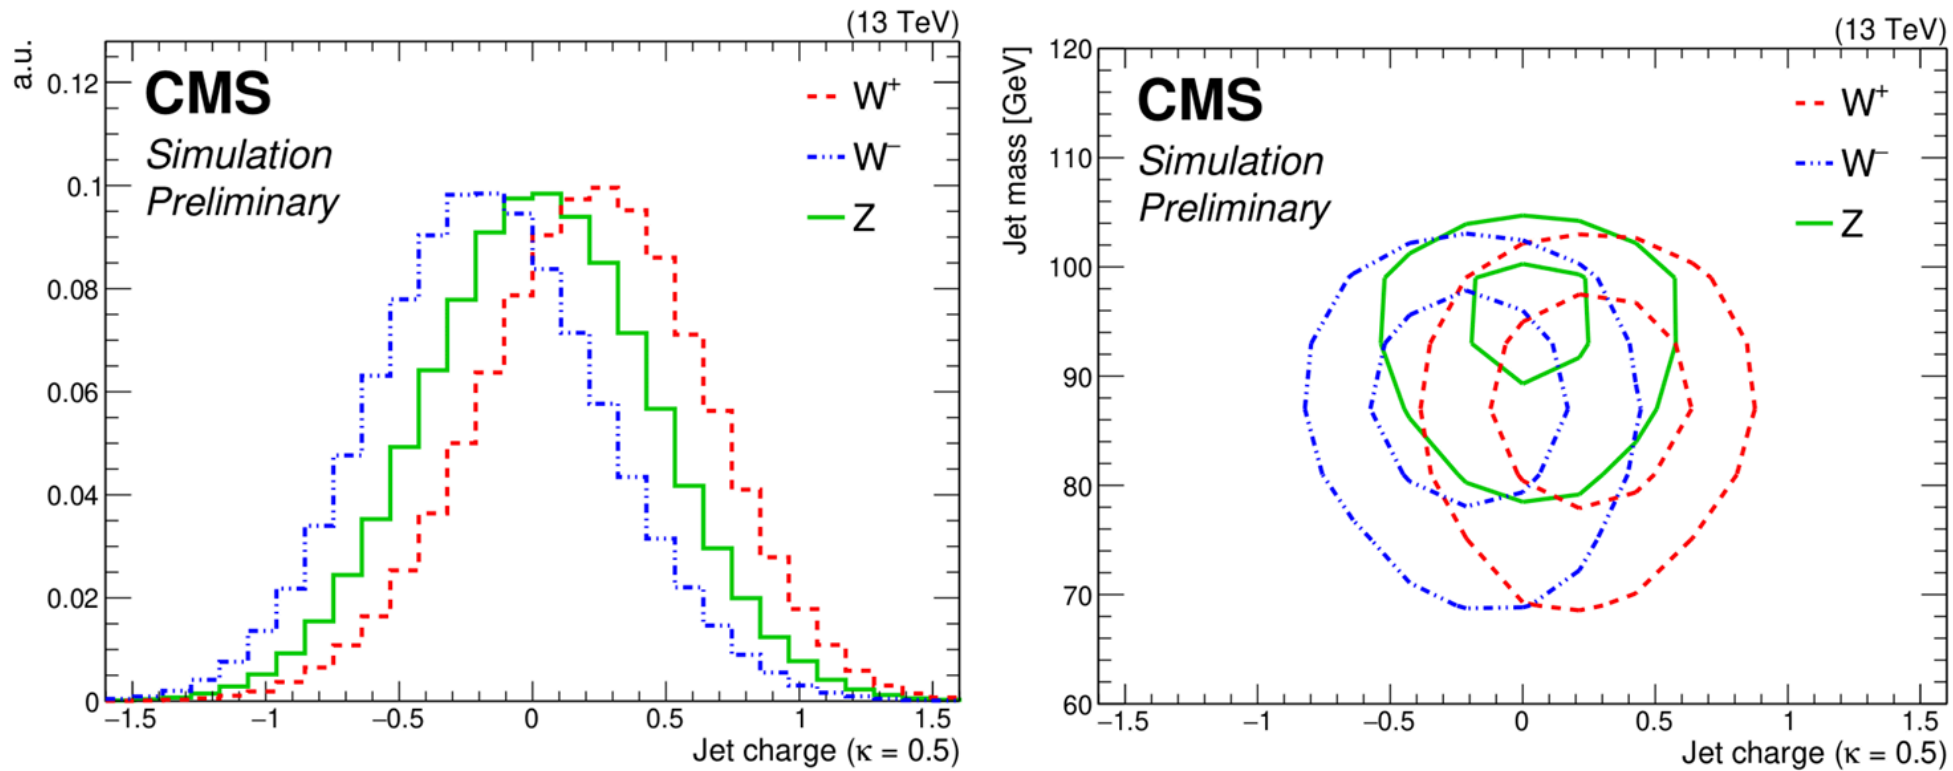 (13 TeV)
a.u.
CMS
Simulation
Preliminary
W+
W−
Z
0.12
0.1
0.08
0.06
0.04
0.02
0
−1.5 −1 −0.5 0 0.5 1 1.5
Jet charge (κ = 0.5)
(13 TeV)
Jet mass [GeV]
CMS
Simulation
Preliminary
W+
W−
Z
120
110
100
90
80
70
60
−1.5 −1 −0.5 0 0.5 1 1.5
Jet charge (κ = 0.5)